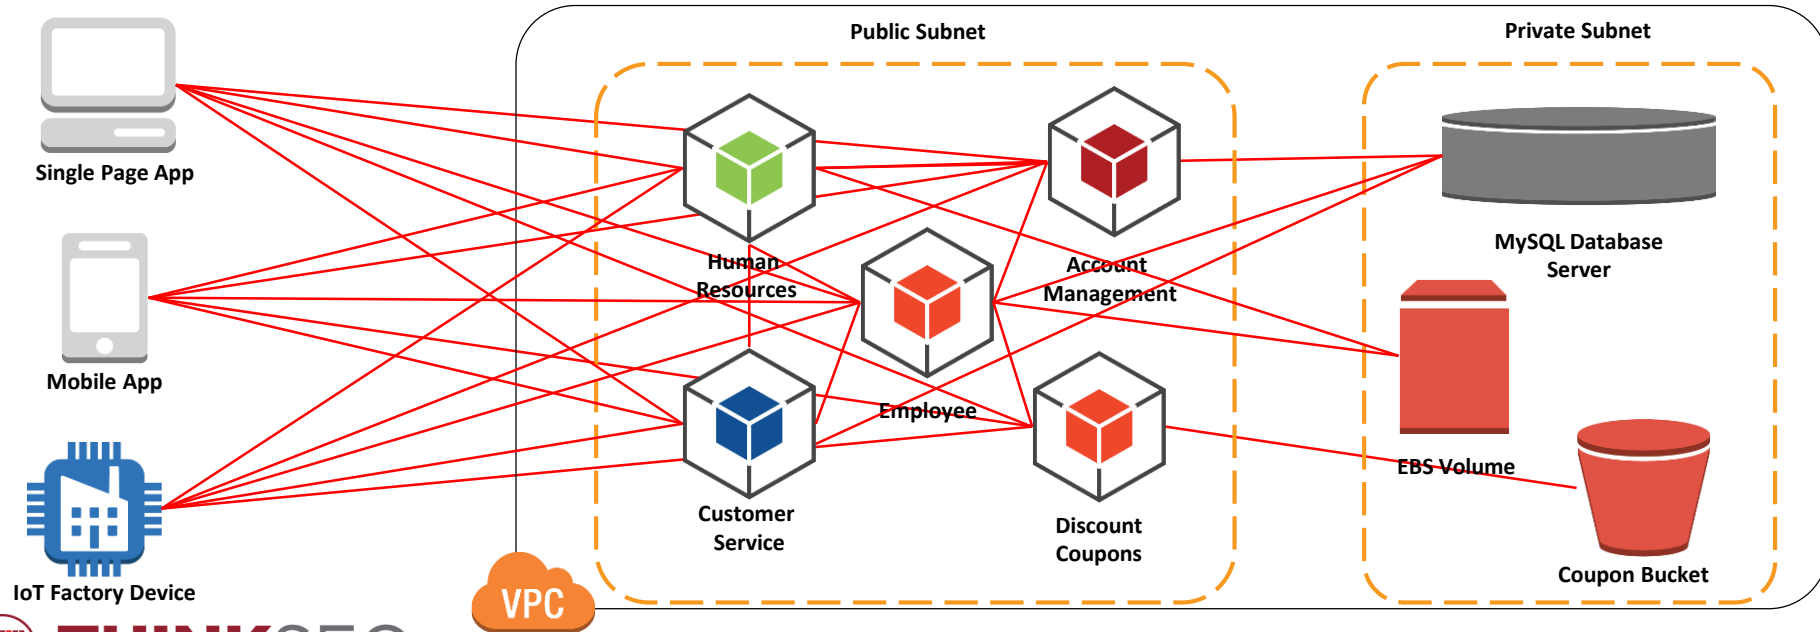 Public Subnet
Private Subnet
Single Page App
Human
Resources
Account
Management
MySQL Database
Server
Mobile App
Employee
EBS Volume
Customer
Service
Discount
Coupons
Coupon Bucket
IoT Factory Device
VPC